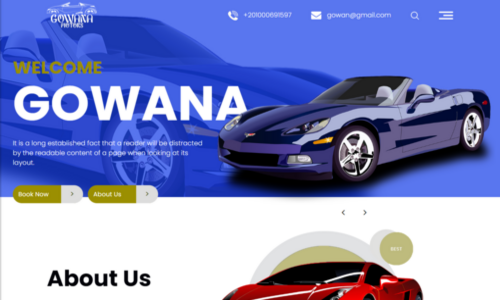 GOWANA
MOTORS
+201000691597
gowan@gmail.com
WELCOME
GOWANA
It is a long established fact that a reader will be distracted
by the readable content of a page when looking at its
layout.
Book Now >
About Us >
< >
BEST
About Us